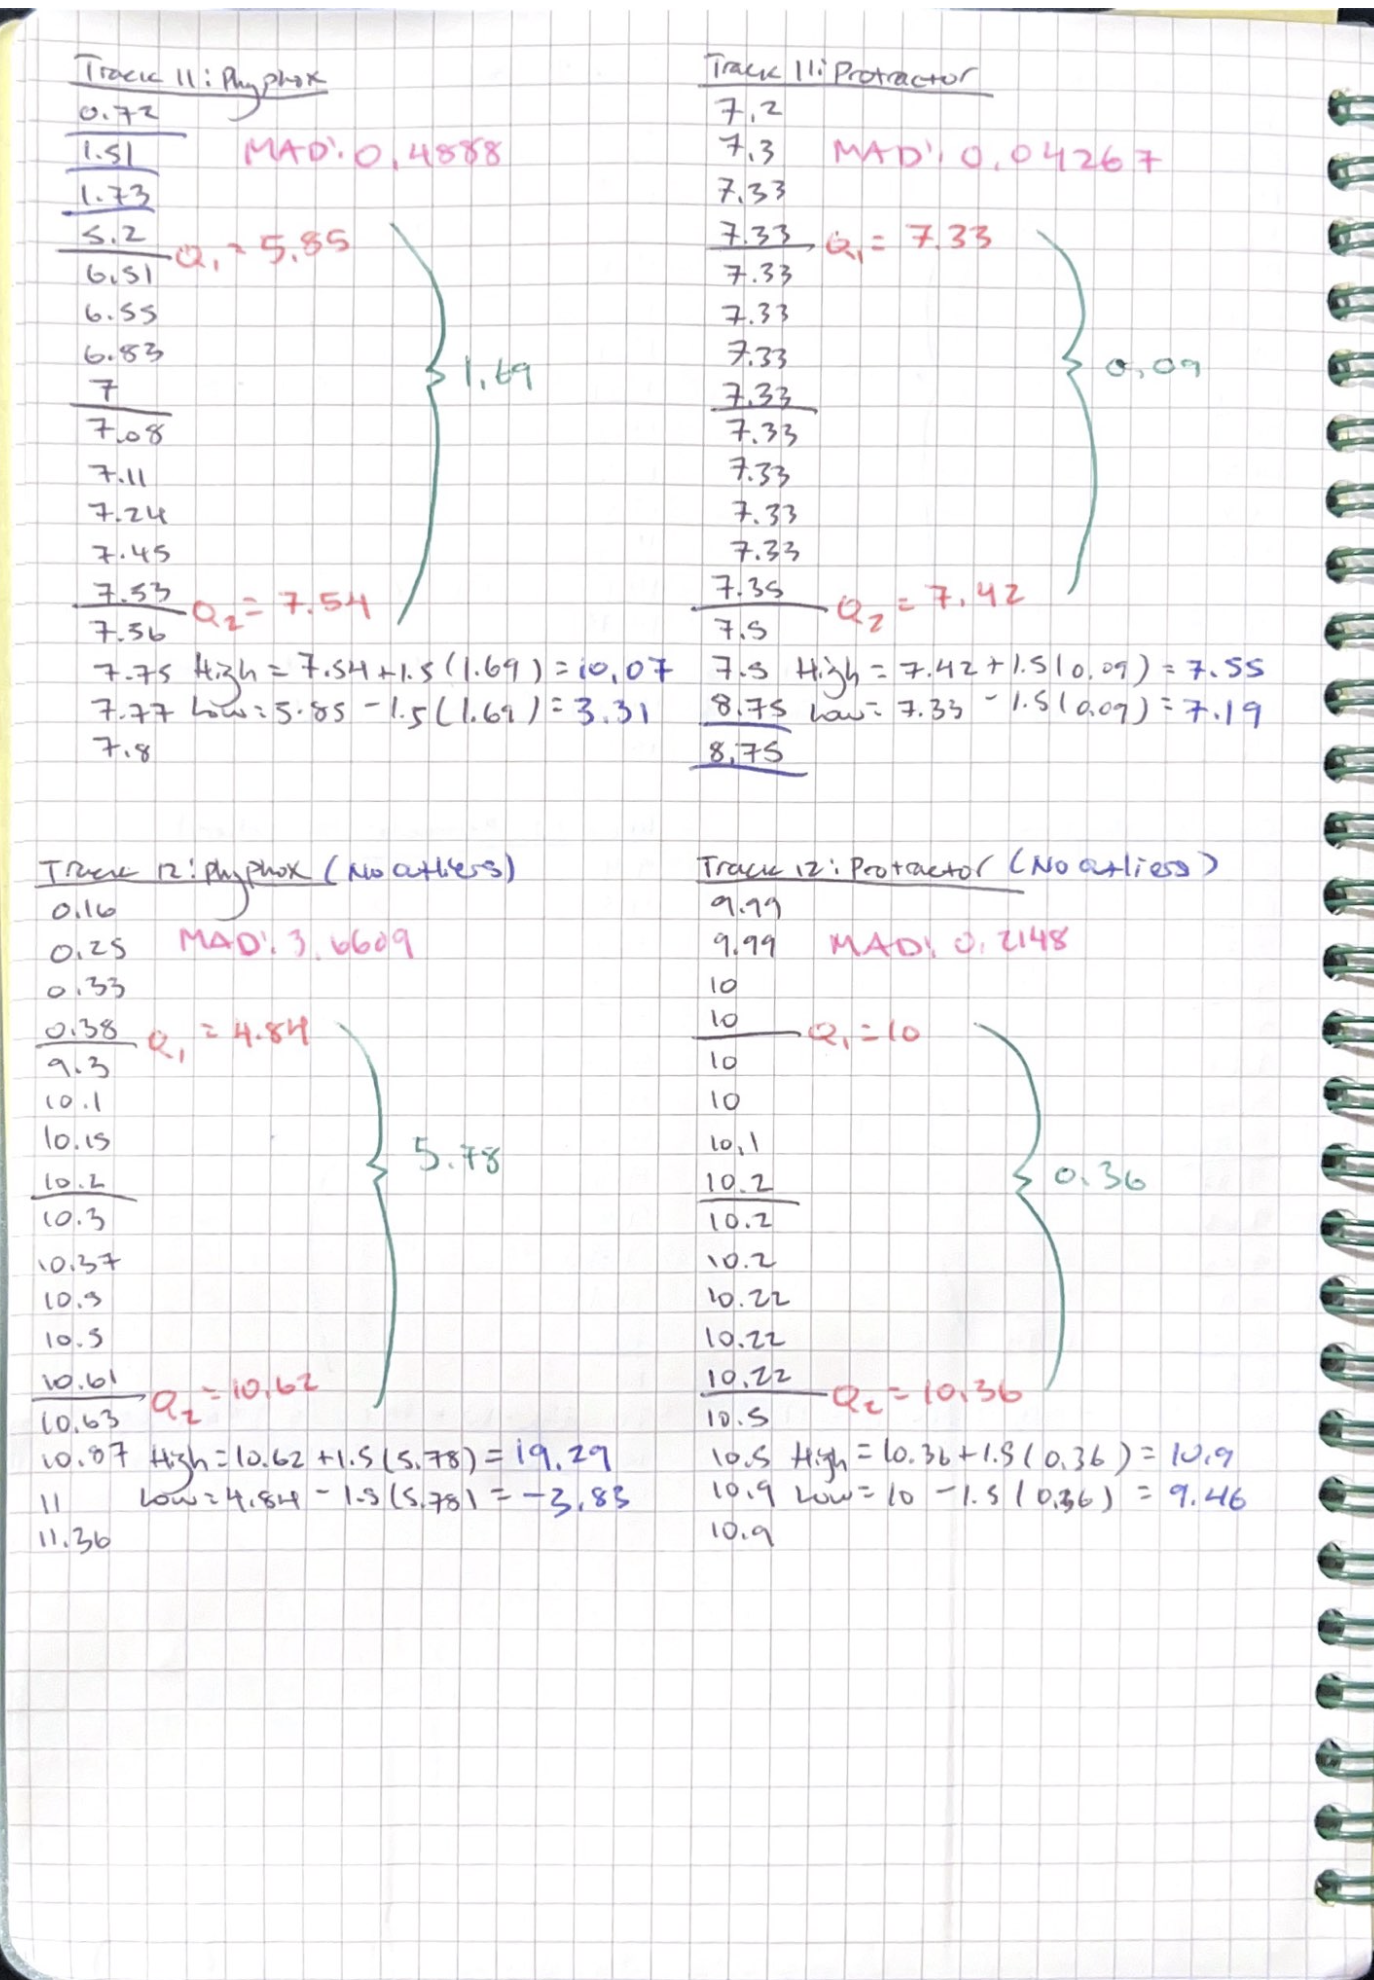 Track 11: Phyphox
0.72
1.51 MAD: 0.4888
1.73
5.2
Q₁ = 5.85
6.51
6.55
6.83
7
1.69
7.08
7.11
7.24
7.45
7.53
Q₂ = 7.54
7.56
7.75 High = 7.54 + 1.5 (1.69) = 10.07
7.77 Low = 5.85 - 1.5 (1.69) = 3.31
7.8
Track 11: Protractor
7.2
7.3 MAD: 0.04267
7.33
7.33
Q₁ = 7.33
7.33
7.33
7.33
7.33
0.09
7.33
7.33
7.33
7.33
7.35
Q₂ = 7.42
7.5
7.5 High = 7.42 + 1.5 (0.09) = 7.55
8.75 Low = 7.33 - 1.5 (0.09) = 7.19
8.75
Track 12: Phyphox (No outliers)
0.16
0.25 MAD: 3.6609
0.33
0.38
Q₁ = 4.84
9.3
10.1
10.15
10.2
5.78
10.3
10.37
10.5
10.5
10.61
Q₂ = 10.62
10.63
10.87 High = 10.62 + 1.5 (5.78) = 19.29
11 Low = 4.84 - 1.5 (5.78) = -3.83
11.36
Track 12: Protractor (No outliers)
9.99
9.99 MAD: 0.2148
10
10
Q₁ = 10
10
10
10.1
10.2
0.36
10.2
10.2
10.22
10.22
10.22
Q₂ = 10.36
10.5
10.5 High = 10.36 + 1.5 (0.36) = 10.9
10.9 Low = 10 - 1.5 (0.36) = 9.46
10.9